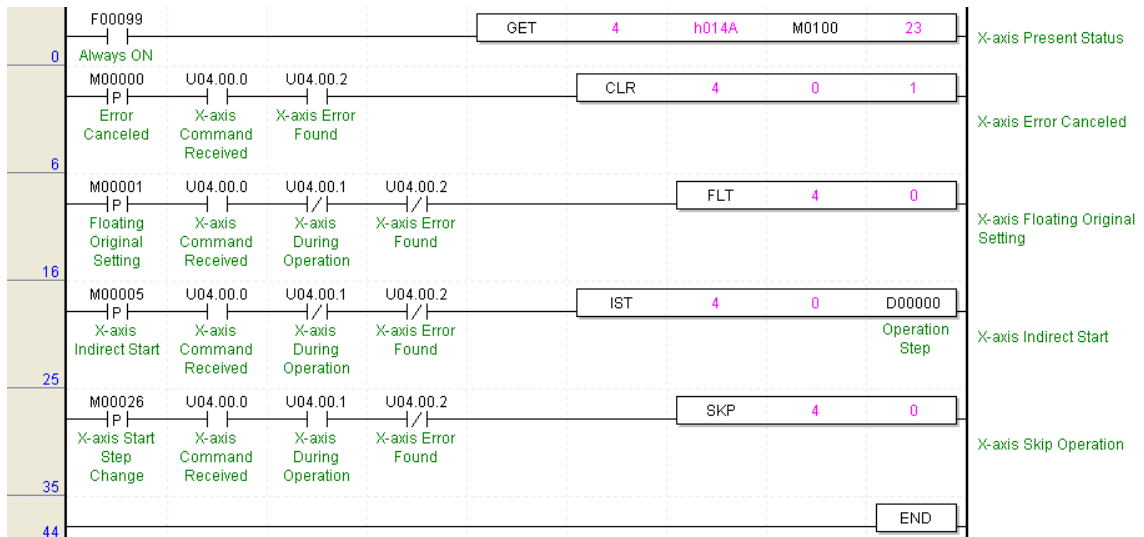 F00099
GET 4 h014A M0100 23
X-axis Present Status
0
Always ON
M00000 U04.00.0 U04.00.2
P
CLR 4 0 1
Error X-axis X-axis Error
Canceled Command Found
Received
X-axis Error Canceled
6
M00001 U04.00.0 U04.00.1 U04.00.2
P
FLT 4 0
Floating X-axis X-axis X-axis Error
Original Command During Found
Setting Received Operation
X-axis Floating Original
Setting
16
M00005 U04.00.0 U04.00.1 U04.00.2
P
IST 4 0 D00000
X-axis X-axis X-axis X-axis Error Operation
Indirect Start Command During Found Step
Received Operation
X-axis Indirect Start
25
M00026 U04.00.0 U04.00.1 U04.00.2
P
SKP 4 0
X-axis Start X-axis X-axis X-axis Error
Step Command During Found
Change Received Operation
X-axis Skip Operation
35
END
44